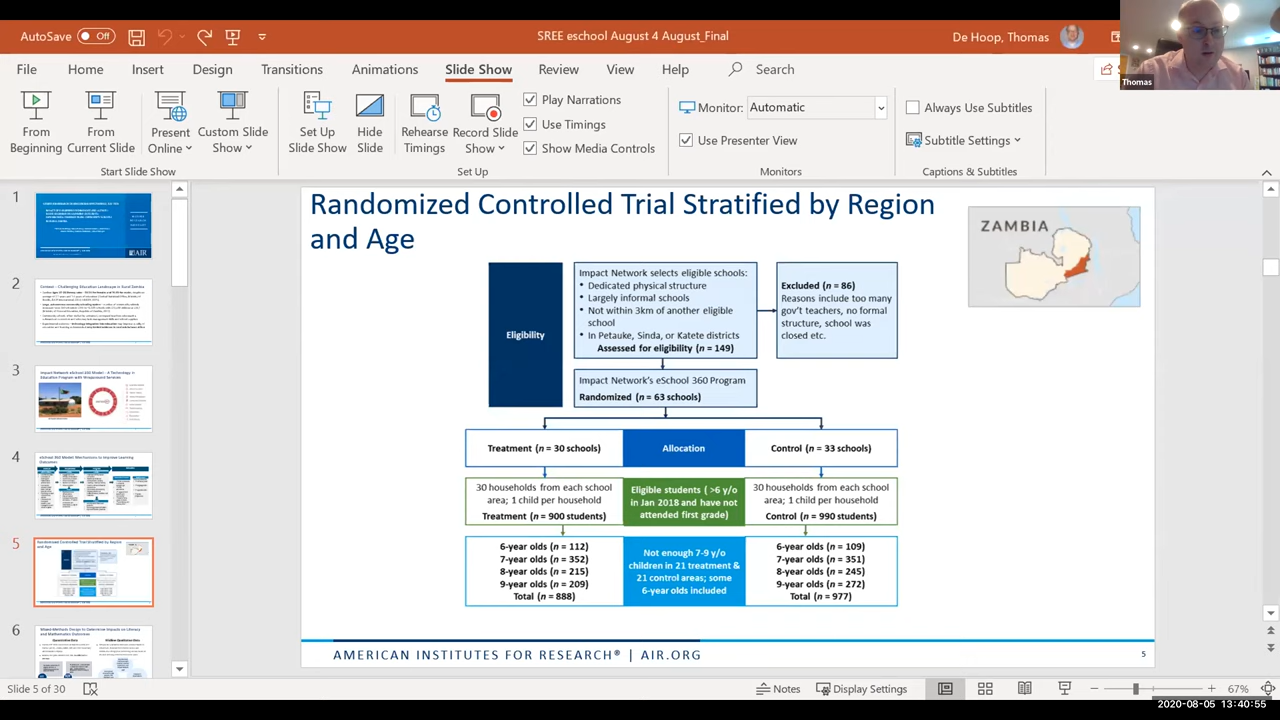 AutoSave Off
SREE eschool August 4 August_Final
De Hoop, Thomas
File Home Insert Design Transitions Animations Slide Show Review View Help Search
Thomas
From Beginning
From Current Slide
Present Online
Custom Slide Show
Set Up Slide Show
Hide Slide
Rehearse Timings
Record Slide Show
Play Narrations
Use Timings
Show Media Controls
Monitor: Automatic
Use Presenter View
Always Use Subtitles
Subtitle Settings
Start Slide Show
Set Up
Monitors
Captions & Subtitles
1
2
3
4
5
6
Randomized Controlled Trial Stratified by Region
and Age
ZAMBIA
Eligibility
Impact Network selects eligible schools:
• Dedicated physical structure
• Largely informal schools
• Not within 3km of another eligible
school
• In Petauke, Sinda, or Katete districts
Assessed for eligibility (n = 149)
Excluded (n = 86)
Reasons include too many
gov't teachers, no formal
structure, school was
closed etc.
Impact Network's eSchool 360 Program
Randomized (n = 63 schools)
Treatment (n = 30 schools)
Allocation
Control (n = 33 schools)
30 households from each school
area; 1 child per household
Treatment (n = 900 students)
Eligible students ( >6 y/o
in Jan 2018 and have not
attended first grade)
30 households from each school
area; 1 child per household
Control (n = 990 students)
6-year olds (n = 112)
7-year olds (n = 352)
8-year olds (n = 215)
9-year olds (n = 209)
Total (n = 888)
Not enough 7-9 y/o
children in 21 treatment &
21 control areas; some
6-year olds included
6-year olds (n = 109)
7-year olds (n = 351)
8-year olds (n = 245)
9-year olds (n = 272)
Total (n = 977)
AMERICAN INSTITUTES FOR RESEARCH® | AIR.ORG
5
Slide 5 of 30
Notes
Display Settings
67%
2020-08-05 13:40:55